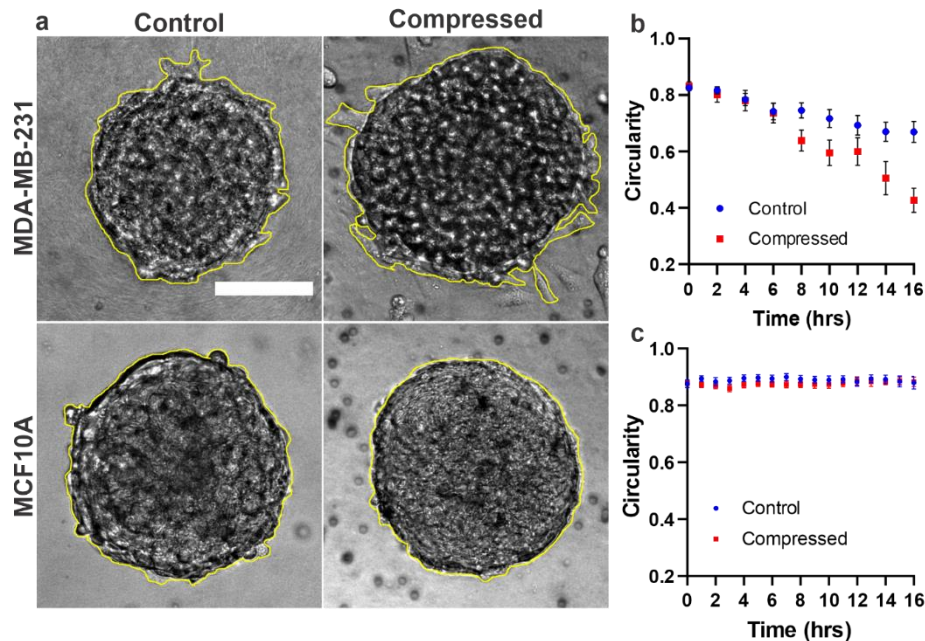 a
Control
Compressed
MDA-MB-231
MCF10A
b
1.0
0.8
0.6
0.4
0.2
Circularity
Control
Compressed
0 2 4 6 8 10 12 14 16
Time (hrs)
c
1.0
0.8
0.6
0.4
0.2
Circularity
Control
Compressed
0 2 4 6 8 10 12 14 16
Time (hrs)